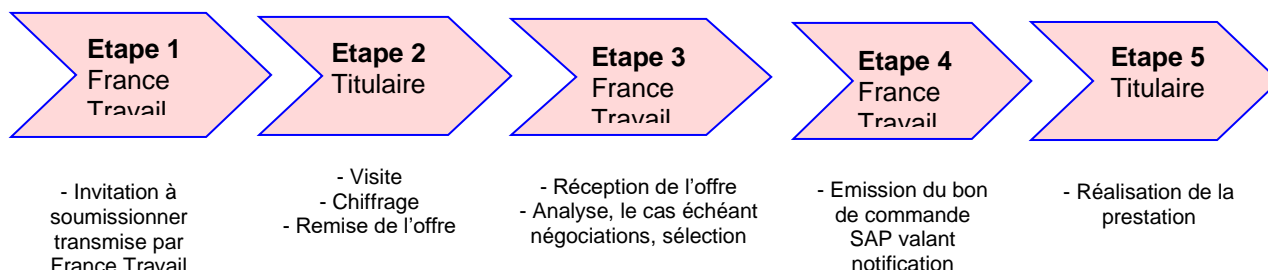 Etape 1
France
Travail
Etape 2
Titulaire
Etape 3
France
Travail
Etape 4
France
Travail
Etape 5
Titulaire
- Invitation à
soumissionner
transmise par
France Travail
- Visite
- Chiffrage
- Remise de l’offre
- Réception de l’offre
- Analyse, le cas échéant
négociations, sélection
- Emission du bon
de commande
SAP valant
notification
- Réalisation de la
prestation